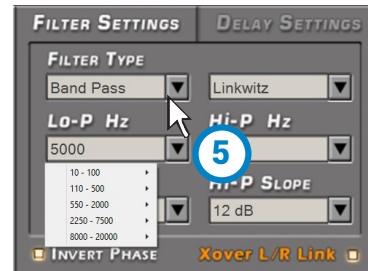 FILTER SETTINGS DELAY SETTINGS
FILTER TYPE
Band Pass Linkwitz
LO-P HZ HI-P HZ
5000
5
10 - 100
110 - 500
550 - 2000
2250 - 7500
8000 - 20000
HI-P SLOPE
12 dB
INVERT PHASE Xover L/R Link